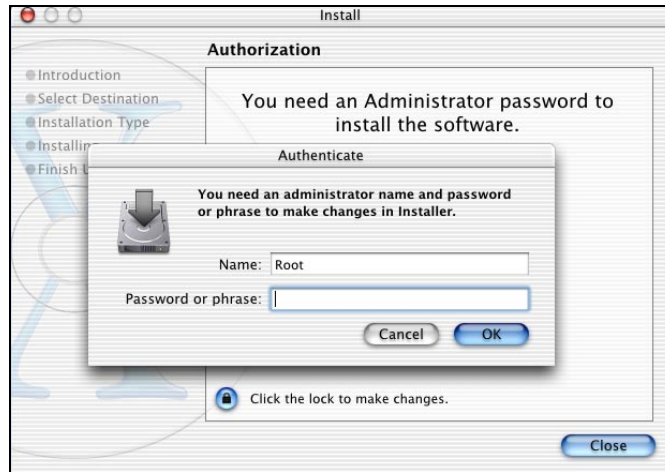 Install
Authorization
Introduction
Select Destination
Installation Type
Installing
Finish U
You need an Administrator password to
install the software.
Authenticate
You need an administrator name and password
or phrase to make changes in Installer.
Name: Root
Password or phrase:
Cancel OK
Click the lock to make changes.
Close